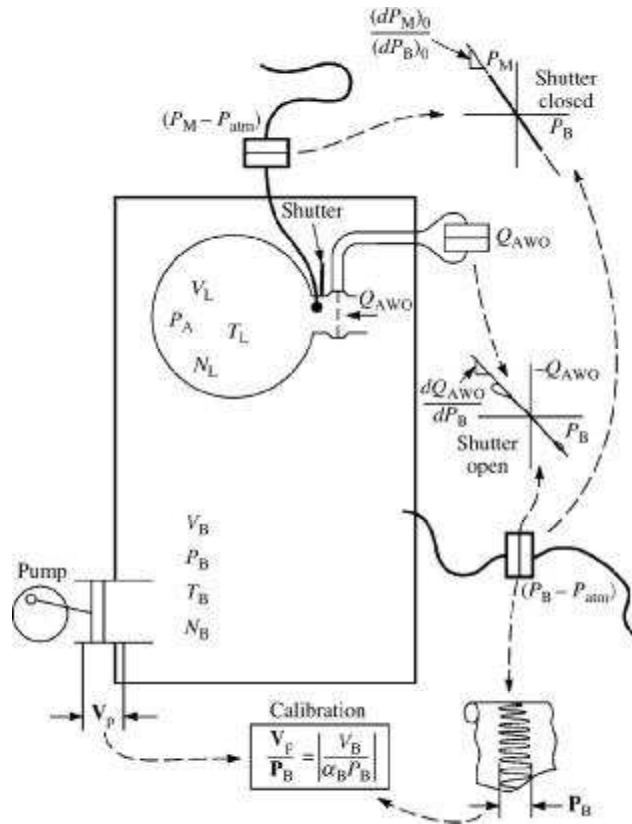 (dP_M)_0
(dP_B)_0
P_M
Shutter
closed
P_B
(P_M – P_atm)
Shutter
Q_AWO
V_L
P_A
T_L
N_L
Q_AWO
–Q_AWO
dQ_AWO
dP_B
P_B
Shutter
open
V_B
P_B
T_B
N_B
Pump
(P_B – P_atm)
V_P
Calibration
V_F
P_B
=
V_B
α_B P_B
P_B